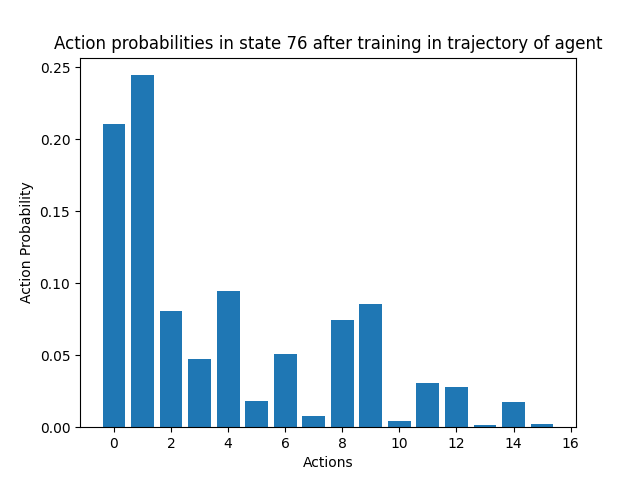 Action probabilities in state 76 after training in trajectory of agent
0.25
0.20
0.15
0.10
0.05
0.00
Action Probability
0 2 4 6 8 10 12 14 16
Actions